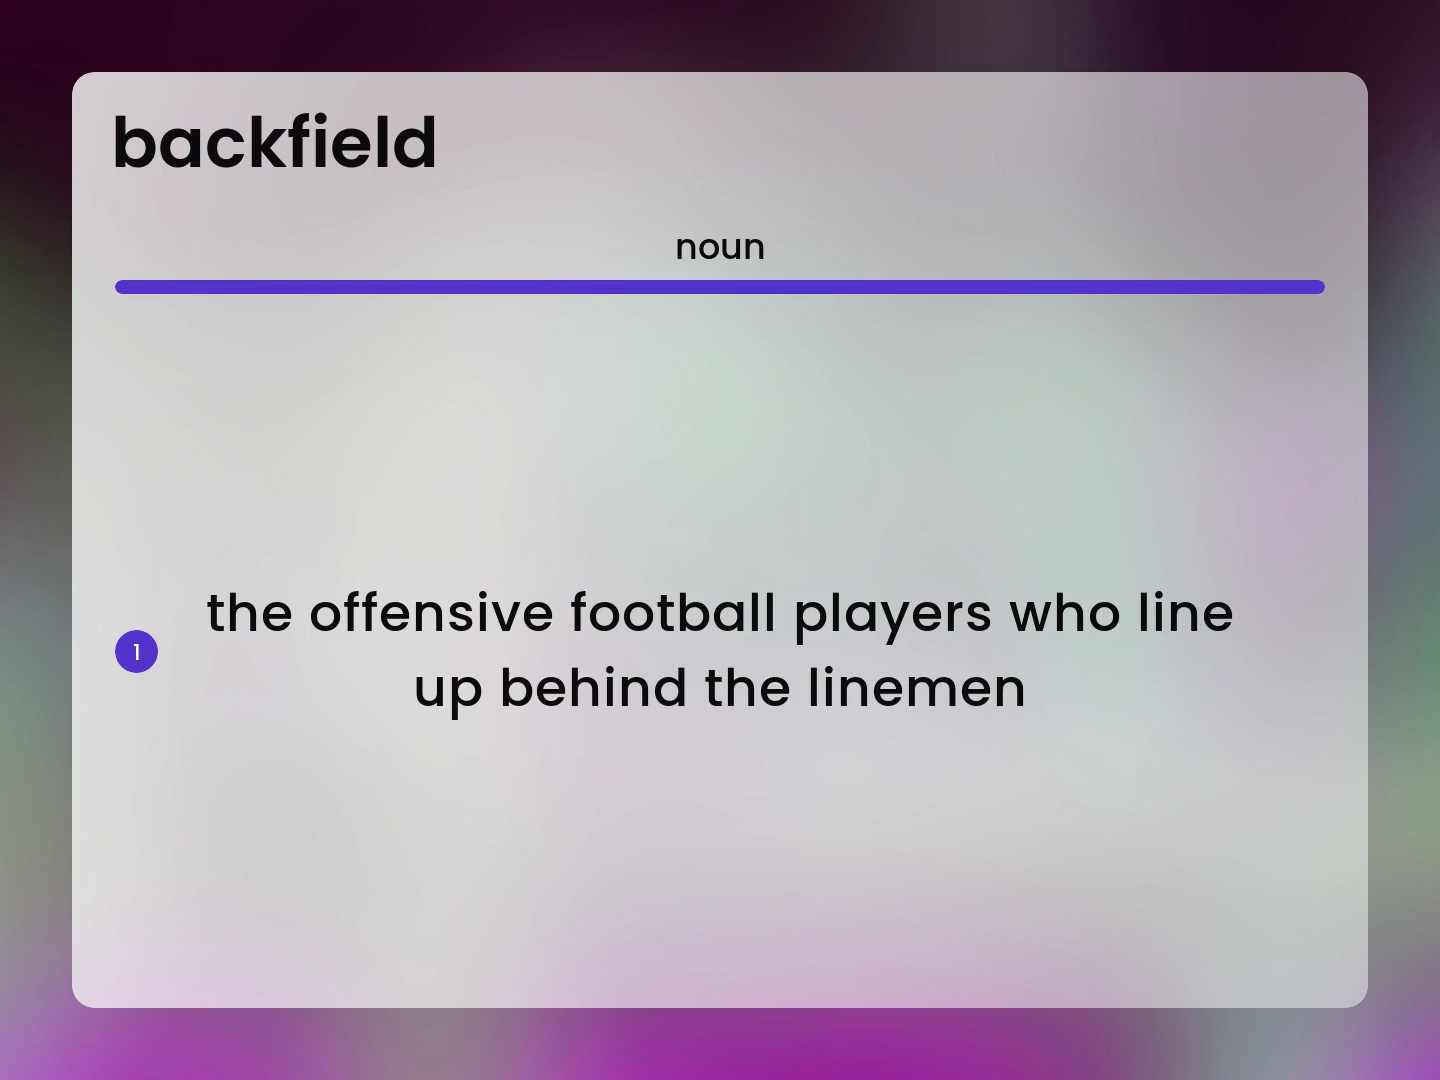 backfield
noun
1
the offensive football players who line
up behind the linemen